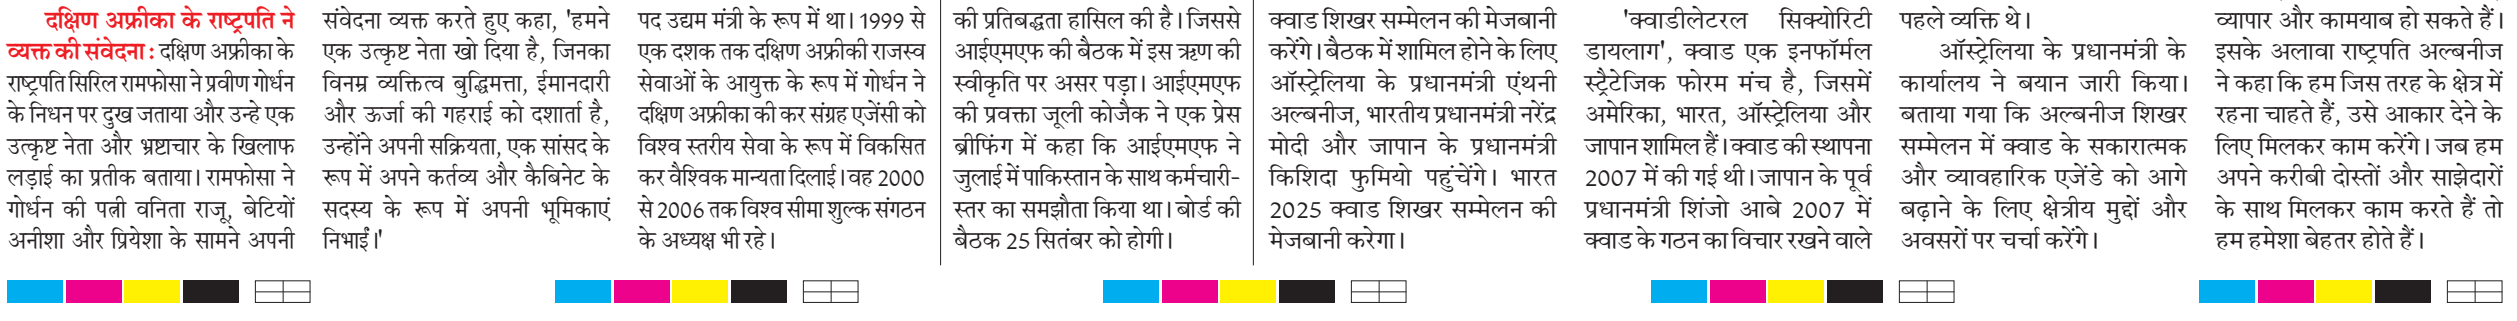 दक्षिण अफ्रीका के राष्ट्रपति ने
व्यक्त की संवेदना : दक्षिण अफ्रीका के
राष्ट्रपति सिरिल रामफोसा ने प्रवीण गोर्धन
के निधन पर दुख जताया और उन्हे एक
उत्कृष्ट नेता और भ्रष्टाचार के खिलाफ
लड़ाई का प्रतीक बताया। रामफोसा ने
गोर्धन की पत्नी वनिता राजू, बेटियों
अनीशा और प्रियेशा के सामने अपनी
संवेदना व्यक्त करते हुए कहा, 'हमने
एक उत्कृष्ट नेता खो दिया है, जिनका
विनम्र व्यक्तित्व बुद्धिमत्ता, ईमानदारी
और ऊर्जा की गहराई को दशार्ता है,
उन्होंने अपनी सक्रियता, एक सांसद के
रूप में अपने कर्तव्य और कैबिनेट के
सदस्य के रूप में अपनी भूमिकाएं
निभाईं।'
पद उद्यम मंत्री के रूप में था। 1999 से
एक दशक तक दक्षिण अफ्रीकी राजस्व
सेवाओं के आयुक्त के रूप में गोर्धन ने
दक्षिण अफ्रीका की कर संग्रह एजेंसी को
विश्व स्तरीय सेवा के रूप में विकसित
कर वैश्विक मान्यता दिलाई। वह 2000
से 2006 तक विश्व सीमा शुल्क संगठन
के अध्यक्ष भी रहे।
की प्रतिबद्धता हासिल की है। जिससे
आईएमएफ की बैठक में इस ऋण की
स्वीकृति पर असर पड़ा। आईएमएफ
की प्रवक्ता जूली कोजैक ने एक प्रेस
ब्रीफिंग में कहा कि आईएमएफ ने
जुलाई में पाकिस्तान के साथ कर्मचारी-
स्तर का समझौता किया था। बोर्ड की
बैठक 25 सितंबर को होगी।
क्वाड शिखर सम्मेलन की मेजबानी
करेंगे। बैठक में शामिल होने के लिए
ऑस्ट्रेलिया के प्रधानमंत्री एंथनी
अल्बनीज, भारतीय प्रधानमंत्री नरेंद्र
मोदी और जापान के प्रधानमंत्री
किशिदा फुमियो पहुंचेंगे। भारत
2025 क्वाड शिखर सम्मेलन की
मेजबानी करेगा।
'क्वाडीलेटरल सिक्योरिटी
डायलाग', क्वाड एक इनफॉर्मल
स्ट्रैटेजिक फोरम मंच है, जिसमें
अमेरिका, भारत, ऑस्ट्रेलिया और
जापान शामिल हैं। क्वाड की स्थापना
2007 में की गई थी। जापान के पूर्व
प्रधानमंत्री शिंजो आबे 2007 में
क्वाड के गठन का विचार रखने वाले
पहले व्यक्ति थे।
ऑस्ट्रेलिया के प्रधानमंत्री के
कार्यालय ने बयान जारी किया।
बताया गया कि अल्बनीज शिखर
सम्मेलन में क्वाड के सकारात्मक
और व्यावहारिक एजेंडे को आगे
बढ़ाने के लिए क्षेत्रीय मुद्दों और
अवसरों पर चर्चा करेंगे।
व्यापार और कामयाब हो सकते हैं।
इसके अलावा राष्ट्रपति अल्बनीज
ने कहा कि हम जिस तरह के क्षेत्र में
रहना चाहते हैं, उसे आकार देने के
लिए मिलकर काम करेंगे। जब हम
अपने करीबी दोस्तों और साझेदारों
के साथ मिलकर काम करते हैं तो
हम हमेशा बेहतर होते हैं।